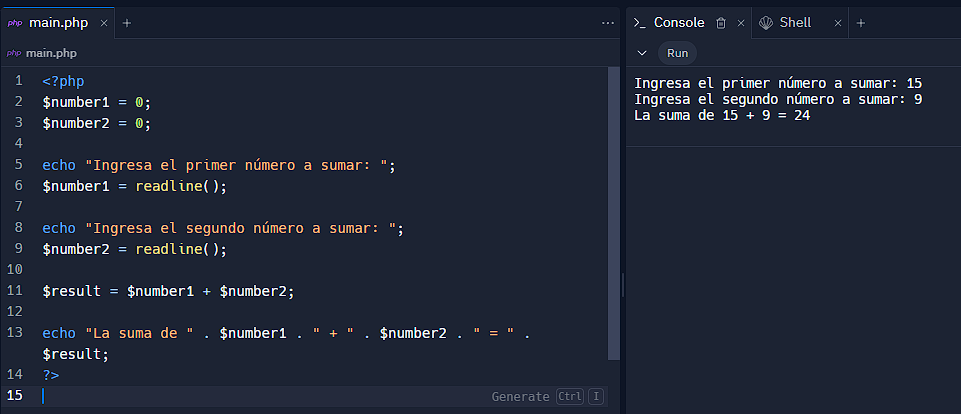 php main.php × +
php main.php
1 <?php
2 $number1 = 0;
3 $number2 = 0;
4
5 echo "Ingresa el primer número a sumar: ";
6 $number1 = readline();
7
8 echo "Ingresa el segundo número a sumar: ";
9 $number2 = readline();
10
11 $result = $number1 + $number2;
12
13 echo "La suma de " . $number1 . " + " . $number2 . " = " .
$result;
14 ?>
15 Generate Ctrl I
>_ Console × Shell × +
Run
Ingresa el primer número a sumar: 15
Ingresa el segundo número a sumar: 9
La suma de 15 + 9 = 24